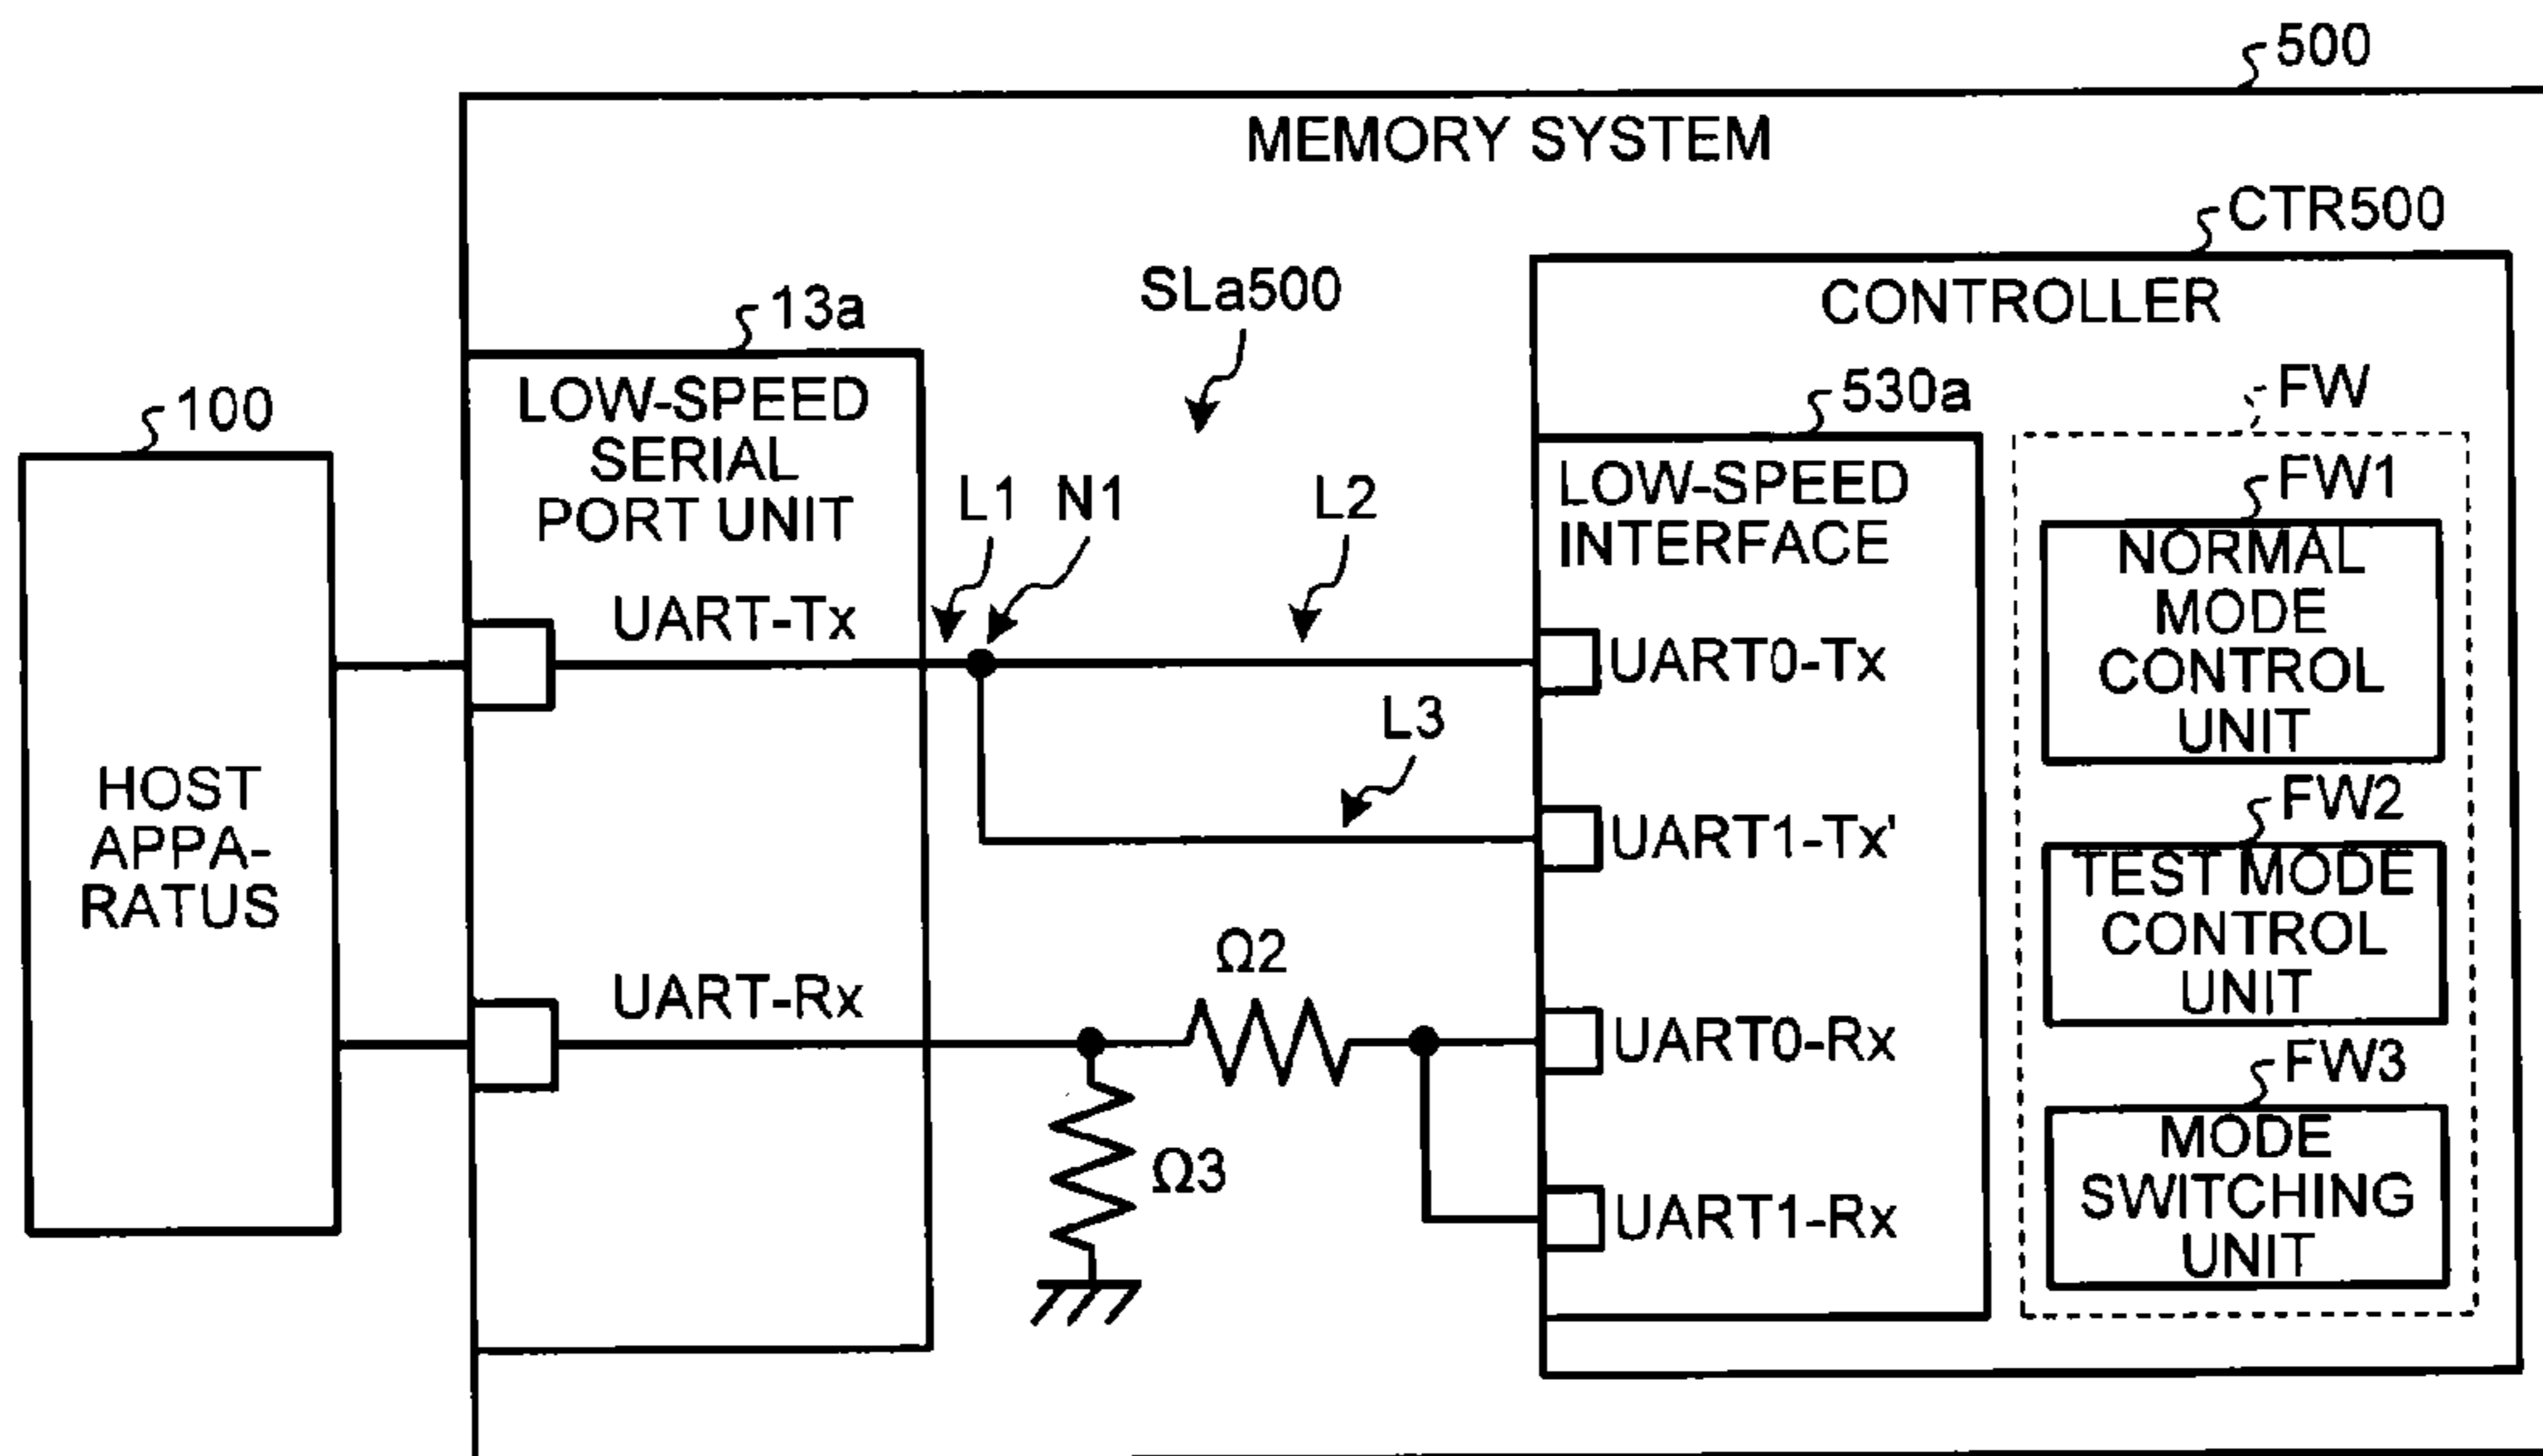 500
MEMORY SYSTEM
CTR500
CONTROLLER
SLa500
13a
LOW-SPEED
SERIAL
PORT UNIT
100
HOST
APPA-
RATUS
UART-Tx
UART-Rx
L1
N1
L2
L3
Ω2
Ω3
530a
LOW-SPEED
INTERFACE
UART0-Tx
UART1-Tx'
UART0-Rx
UART1-Rx
FW
FW1
NORMAL
MODE
CONTROL
UNIT
FW2
TEST MODE
CONTROL
UNIT
FW3
MODE
SWITCHING
UNIT